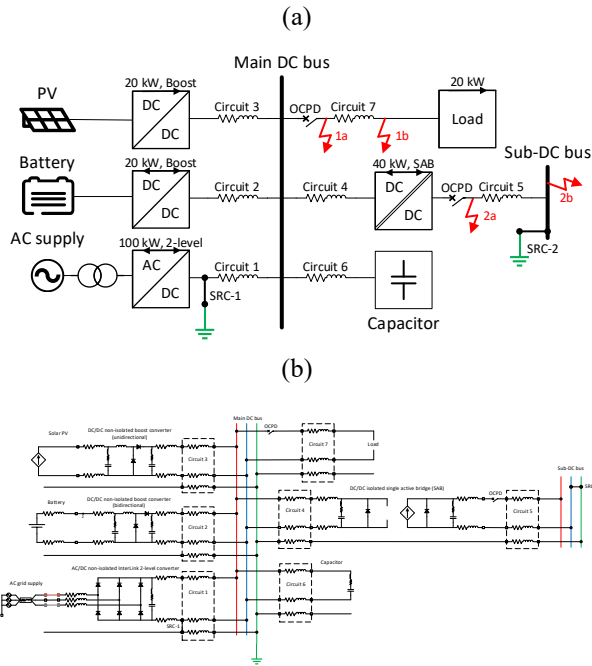 (a)
Main DC bus
20 kW, Boost
20 kW
PV
DC
DC
Circuit 3
OCPD
Circuit 7
1a
1b
Load
Battery
20 kW, Boost
DC
DC
Circuit 2
Circuit 4
40 kW, SAB
DC
DC
OCPD
Circuit 5
2a
Sub-DC bus
2b
SRC-2
AC supply
100 kW, 2-level
AC
DC
SRC-1
Circuit 1
Circuit 6
Capacitor
(b)
Main DC bus
OCPD
Solar PV
DC/DC non-isolated boost converter
(unidirectional)
Circuit 3
Circuit 7
Load
DC/DC isolated single active bridge (SAB)
Sub-DC bus
Battery
DC/DC non-isolated boost converter
(bidirectional)
Circuit 2
Circuit 4
OCPD
Circuit 5
AC grid supply
AC/DC non-isolated InterLink 2-level converter
Circuit 1
SRC-1
Capacitor
Circuit 6